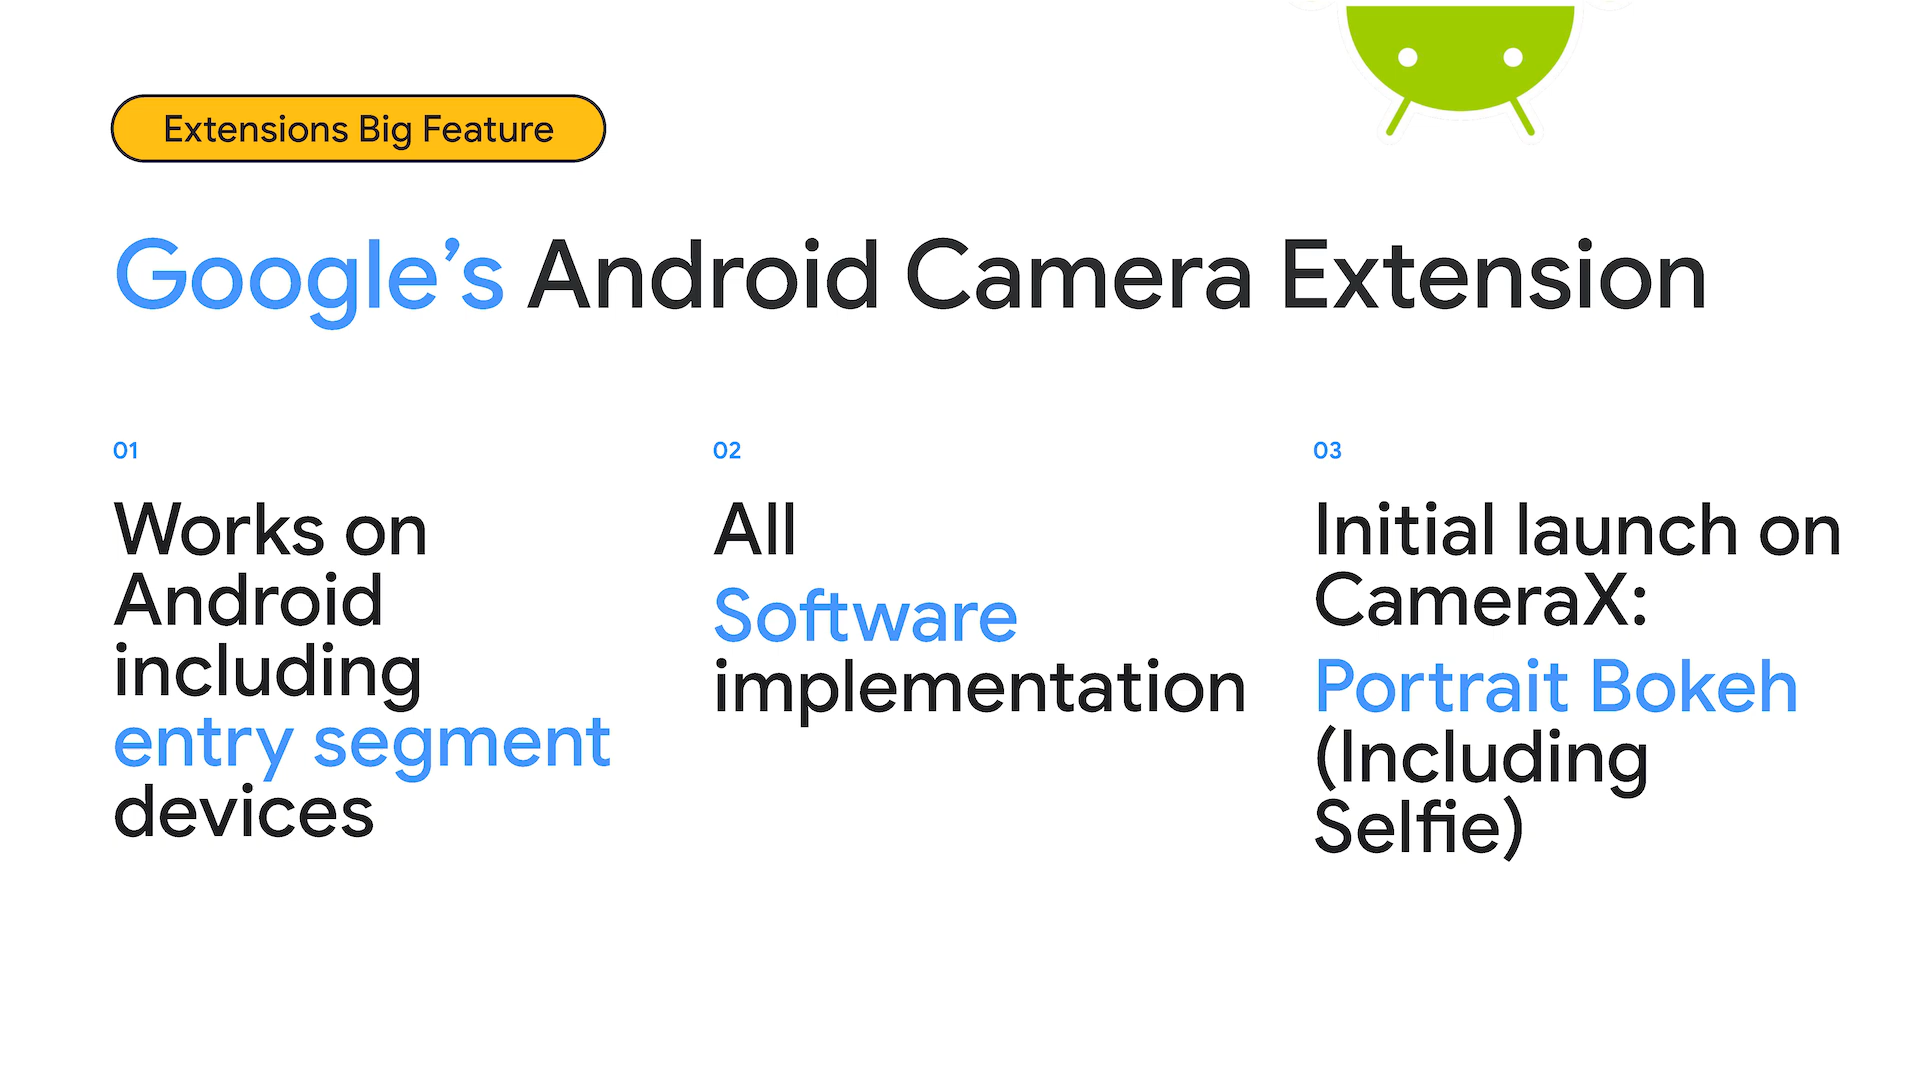 Extensions Big Feature
Google’s Android Camera Extension
01
Works on
Android
including
entry segment
devices
02
All
Software
implementation
03
Initial launch on
CameraX:
Portrait Bokeh
(Including
Selfie)